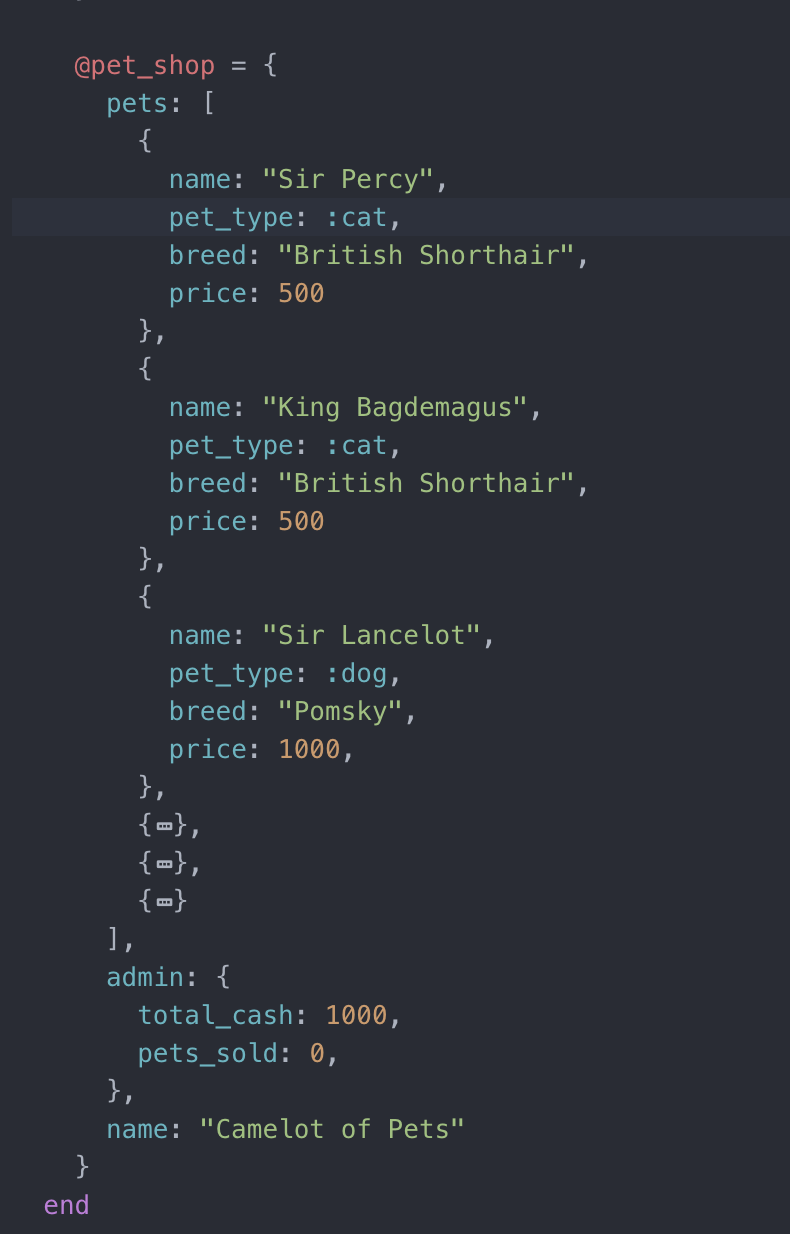 @pet_shop = {
pets: [
{
name: "Sir Percy",
pet_type: :cat,
breed: "British Shorthair",
price: 500
},
{
name: "King Bagdemagus",
pet_type: :cat,
breed: "British Shorthair",
price: 500
},
{
name: "Sir Lancelot",
pet_type: :dog,
breed: "Pomsky",
price: 1000,
},
{…},
{…},
{…}
],
admin: {
total_cash: 1000,
pets_sold: 0,
},
name: "Camelot of Pets"
}
end